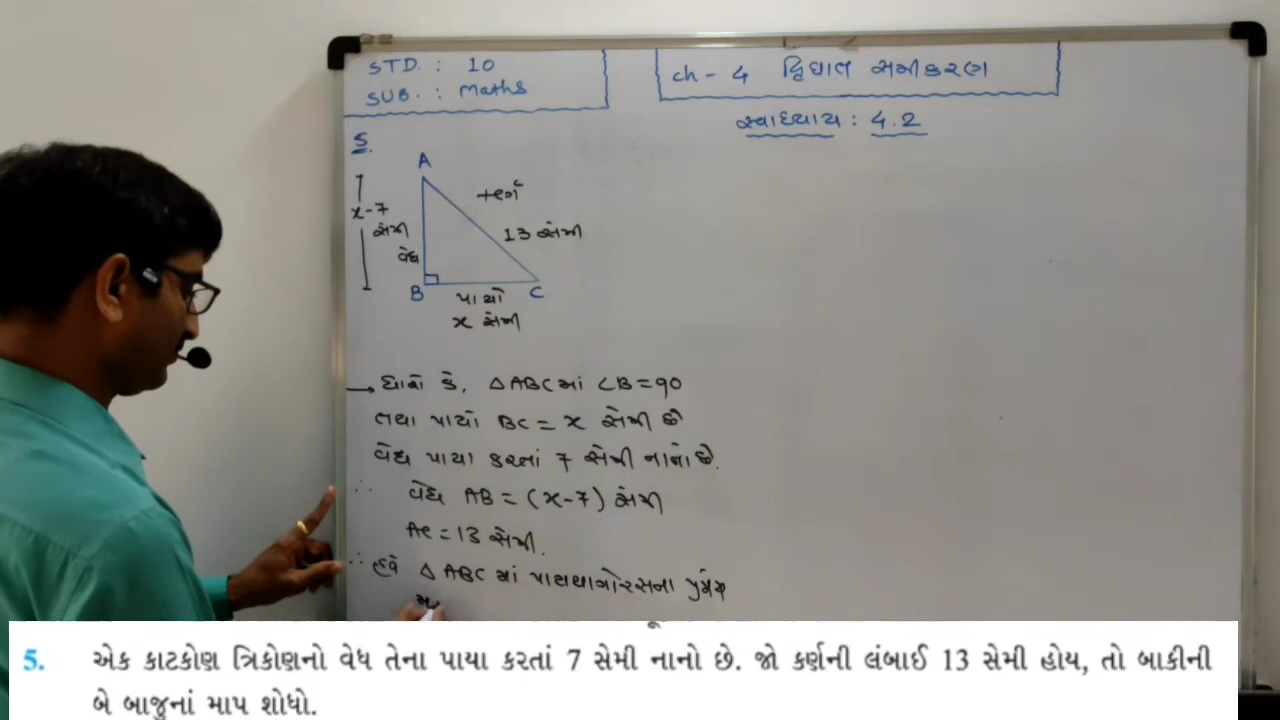 STD. : 10
SUB. : Maths
ch - 4 દ્વિઘાત સમીકરણ
સ્વાધ્યાય : 4.2
5.
A
x-7
સેમી
વેધ
કર્ણ
13 સેમી
B
પાયો
C
x સેમી
→ ધારો કે, △ABC માં ∠B = 90
તથા પાયો BC = x સેમી છે
વેધ પાયા કરતાં 7 સેમી નાનો છે.
∴ વેધ AB = (x-7) સેમી
AC = 13 સેમી.
∴ હવે △ABC માં પાયથાગોરસના પ્રમેય
5. એક કાટકોણ ત્રિકોણનો વેધ તેના પાયા કરતાં 7 સેમી નાનો છે. જો કર્ણની લંબાઈ 13 સેમી હોય, તો બાકીની
બે બાજુનાં માપ શોધો.